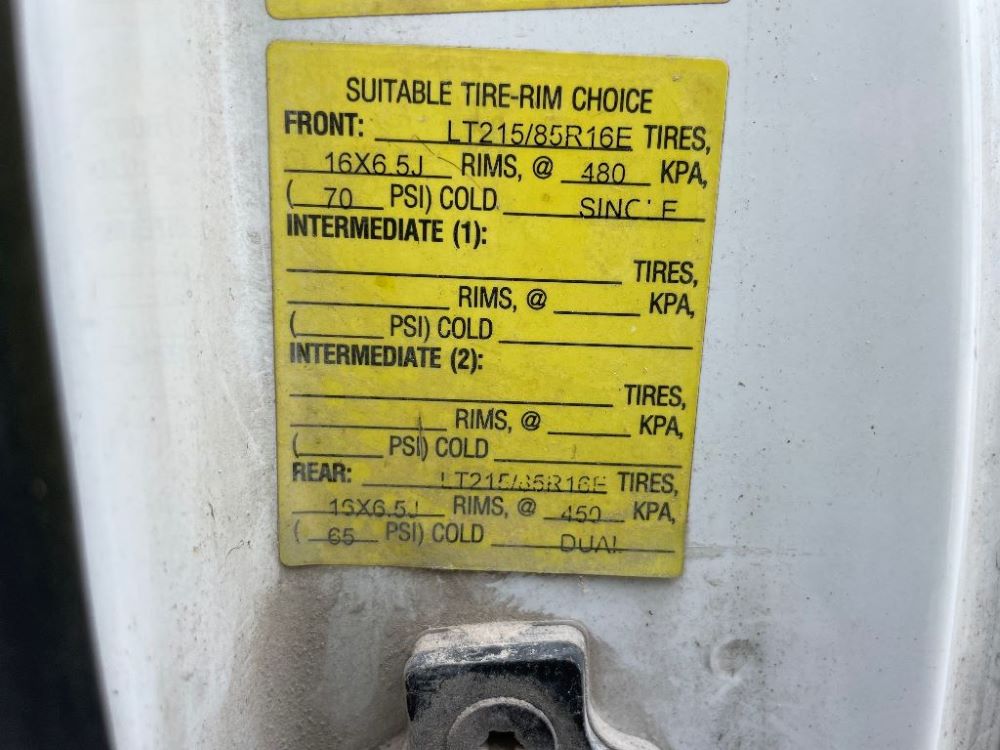 SUITABLE TIRE-RIM CHOICE
FRONT: LT215/85R16E TIRES,
16X6.5J RIMS, @ 480 KPA,
( 70 PSI) COLD SINGLE
INTERMEDIATE (1):
TIRES,
RIMS, @ KPA,
( PSI) COLD
INTERMEDIATE (2):
TIRES,
RIMS, @ KPA,
( PSI) COLD
REAR: LT215/85R16E TIRES,
16X6.5J RIMS, @ 450 KPA,
( 65 PSI) COLD DUAL